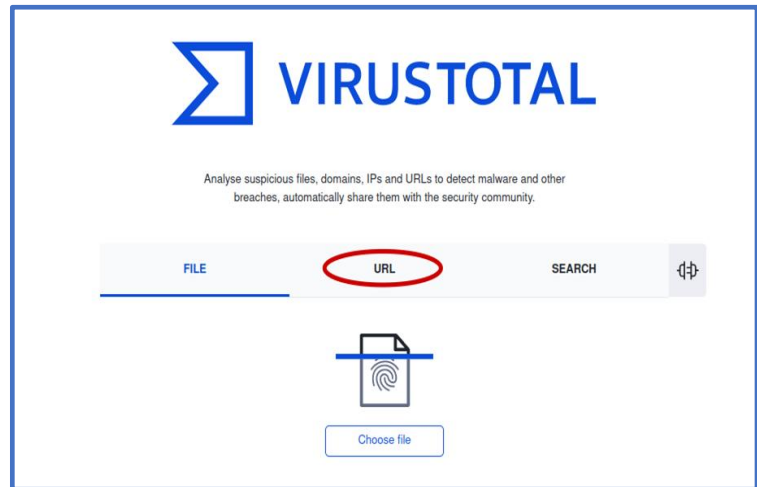 VIRUSTOTAL
Analyse suspicious files, domains, IPs and URLs to detect malware and other
breaches, automatically share them with the security community.
FILE URL SEARCH
Choose file